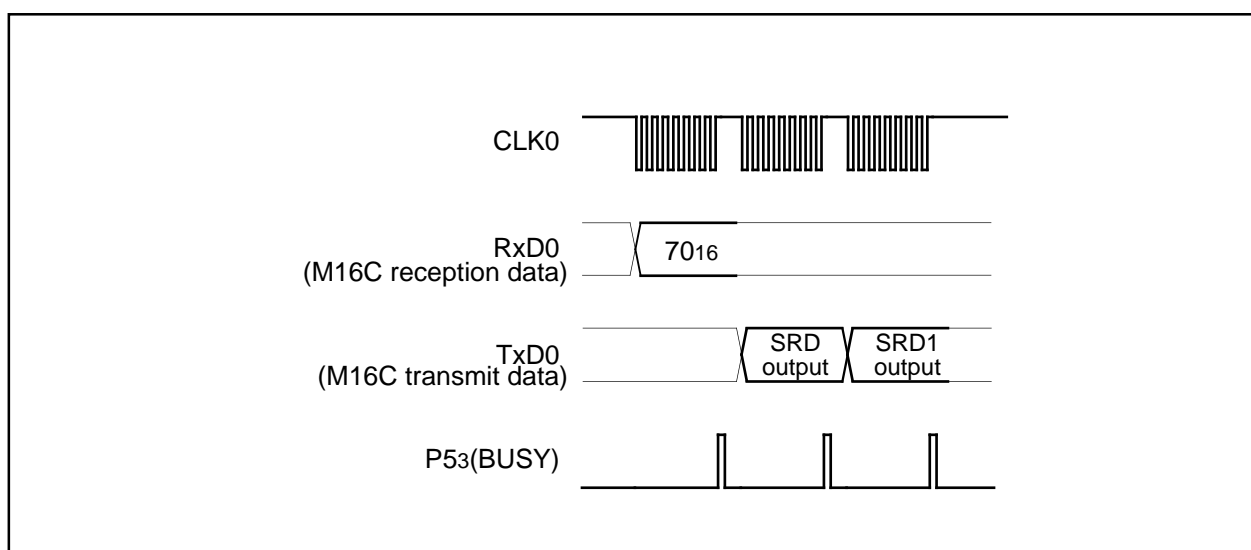 CLK0
RxD0
(M16C reception data)
7016
TxD0
(M16C transmit data)
SRD
output
SRD1
output
P53(BUSY)